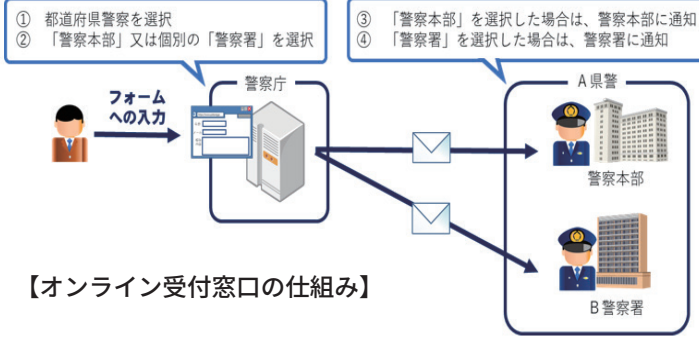 ① 都道府県警察を選択
② 「警察本部」又は個別の「警察署」を選択
③ 「警察本部」を選択した場合は、警察本部に通知
④ 「警察署」を選択した場合は、警察署に通知
フォーム
への入力
警察庁
A県警
警察本部
B警察署
【オンライン受付窓口の仕組み】